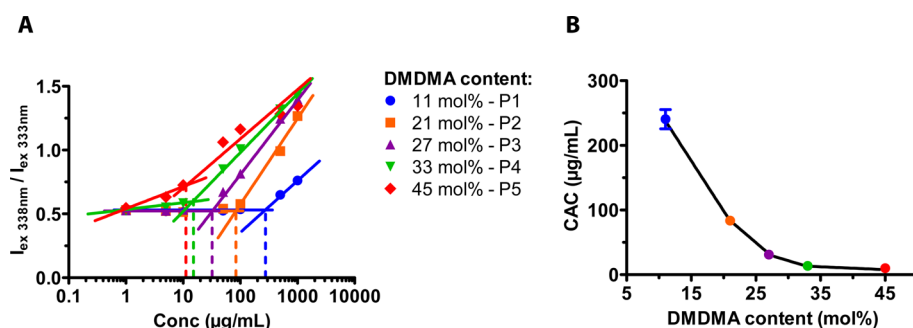 A
I ex 338nm / I ex 333nm
1.5
1.0
0.5
0.0
0.1
1
10
100
1000
10000
Conc (µg/mL)
DMDMA content:
11 mol% - P1
21 mol% - P2
27 mol% - P3
33 mol% - P4
45 mol% - P5
B
CAC (µg/mL)
300
200
100
0
5
15
25
35
45
DMDMA content (mol%)